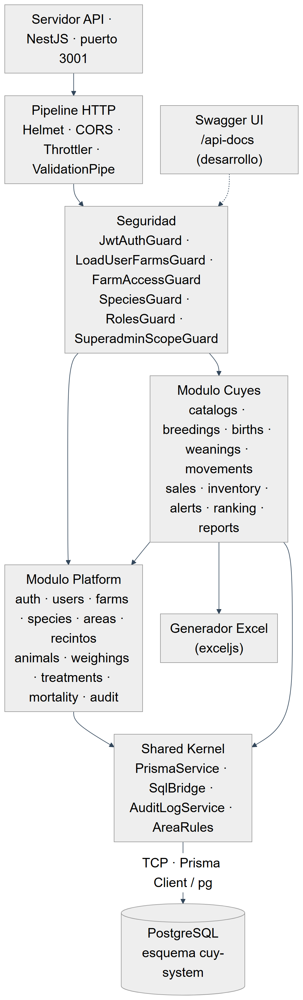 Servidor API ·
NestJS · puerto
3001
Pipeline HTTP
Helmet · CORS ·
Throttler ·
ValidationPipe
Swagger UI
/api-docs
(desarrollo)
Seguridad
JwtAuthGuard ·
LoadUserFarmsGuard ·
FarmAccessGuard
SpeciesGuard ·
RolesGuard ·
SuperadminScopeGuard
Modulo Cuyes
catalogs ·
breedings · births ·
weanings ·
movements
sales · inventory ·
alerts · ranking ·
reports
Modulo Platform
auth · users · farms
· species · areas ·
recintos
animals · weighings
· treatments ·
mortality · audit
Generador Excel
(exceljs)
Shared Kernel
PrismaService ·
SqlBridge ·
AuditLogService ·
AreaRules
TCP · Prisma
Client / pg
PostgreSQL
esquema cuy-
system